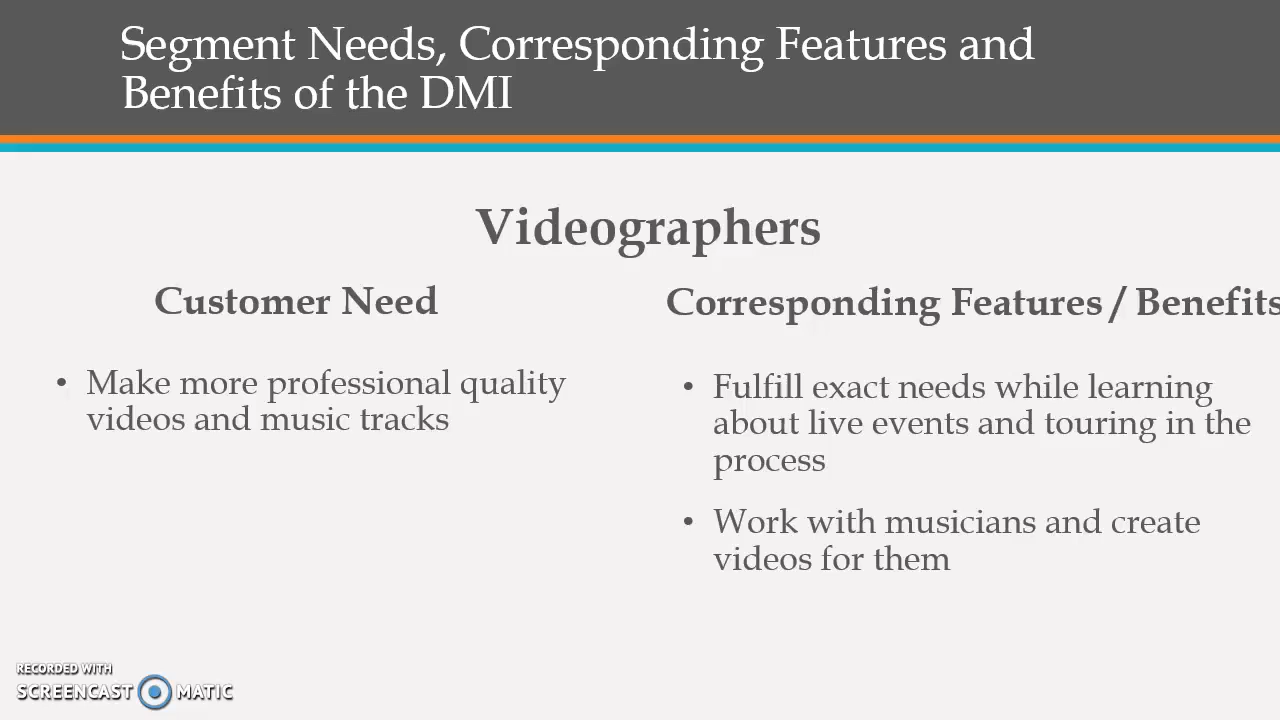 Segment Needs, Corresponding Features and
Benefits of the DMI
Videographers
Customer Need
Corresponding Features / Benefits
• Make more professional quality
videos and music tracks
• Fulfill exact needs while learning
about live events and touring in the
process
• Work with musicians and create
videos for them
RECORDED WITH
SCREENCAST MATIC